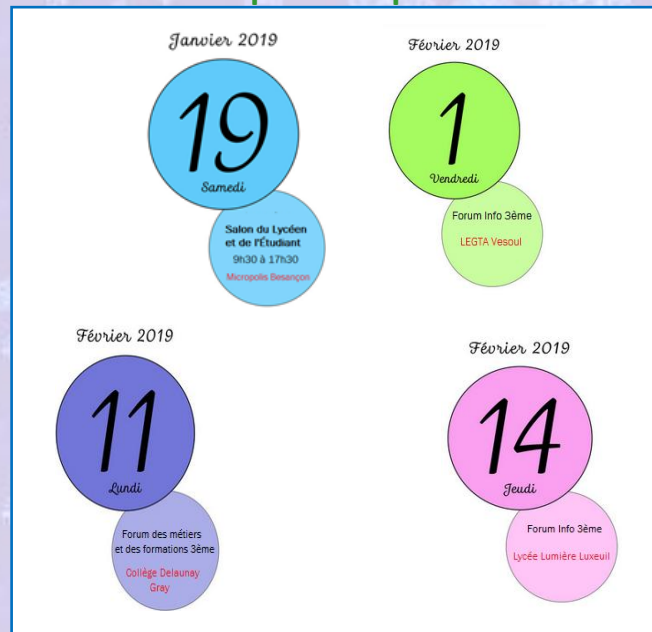 Janvier 2019
19
Samedi
Salon du Lycéen
et de l'Étudiant
9h30 à 17h30
Micropolis Besançon
Février 2019
1
Vendredi
Forum Info 3ème
LEGTA Vesoul
Février 2019
11
Lundi
Forum des métiers
et des formations 3ème
Collège Delaunay
Gray
Février 2019
14
Jeudi
Forum Info 3ème
Lycée Lumière Luxeuil